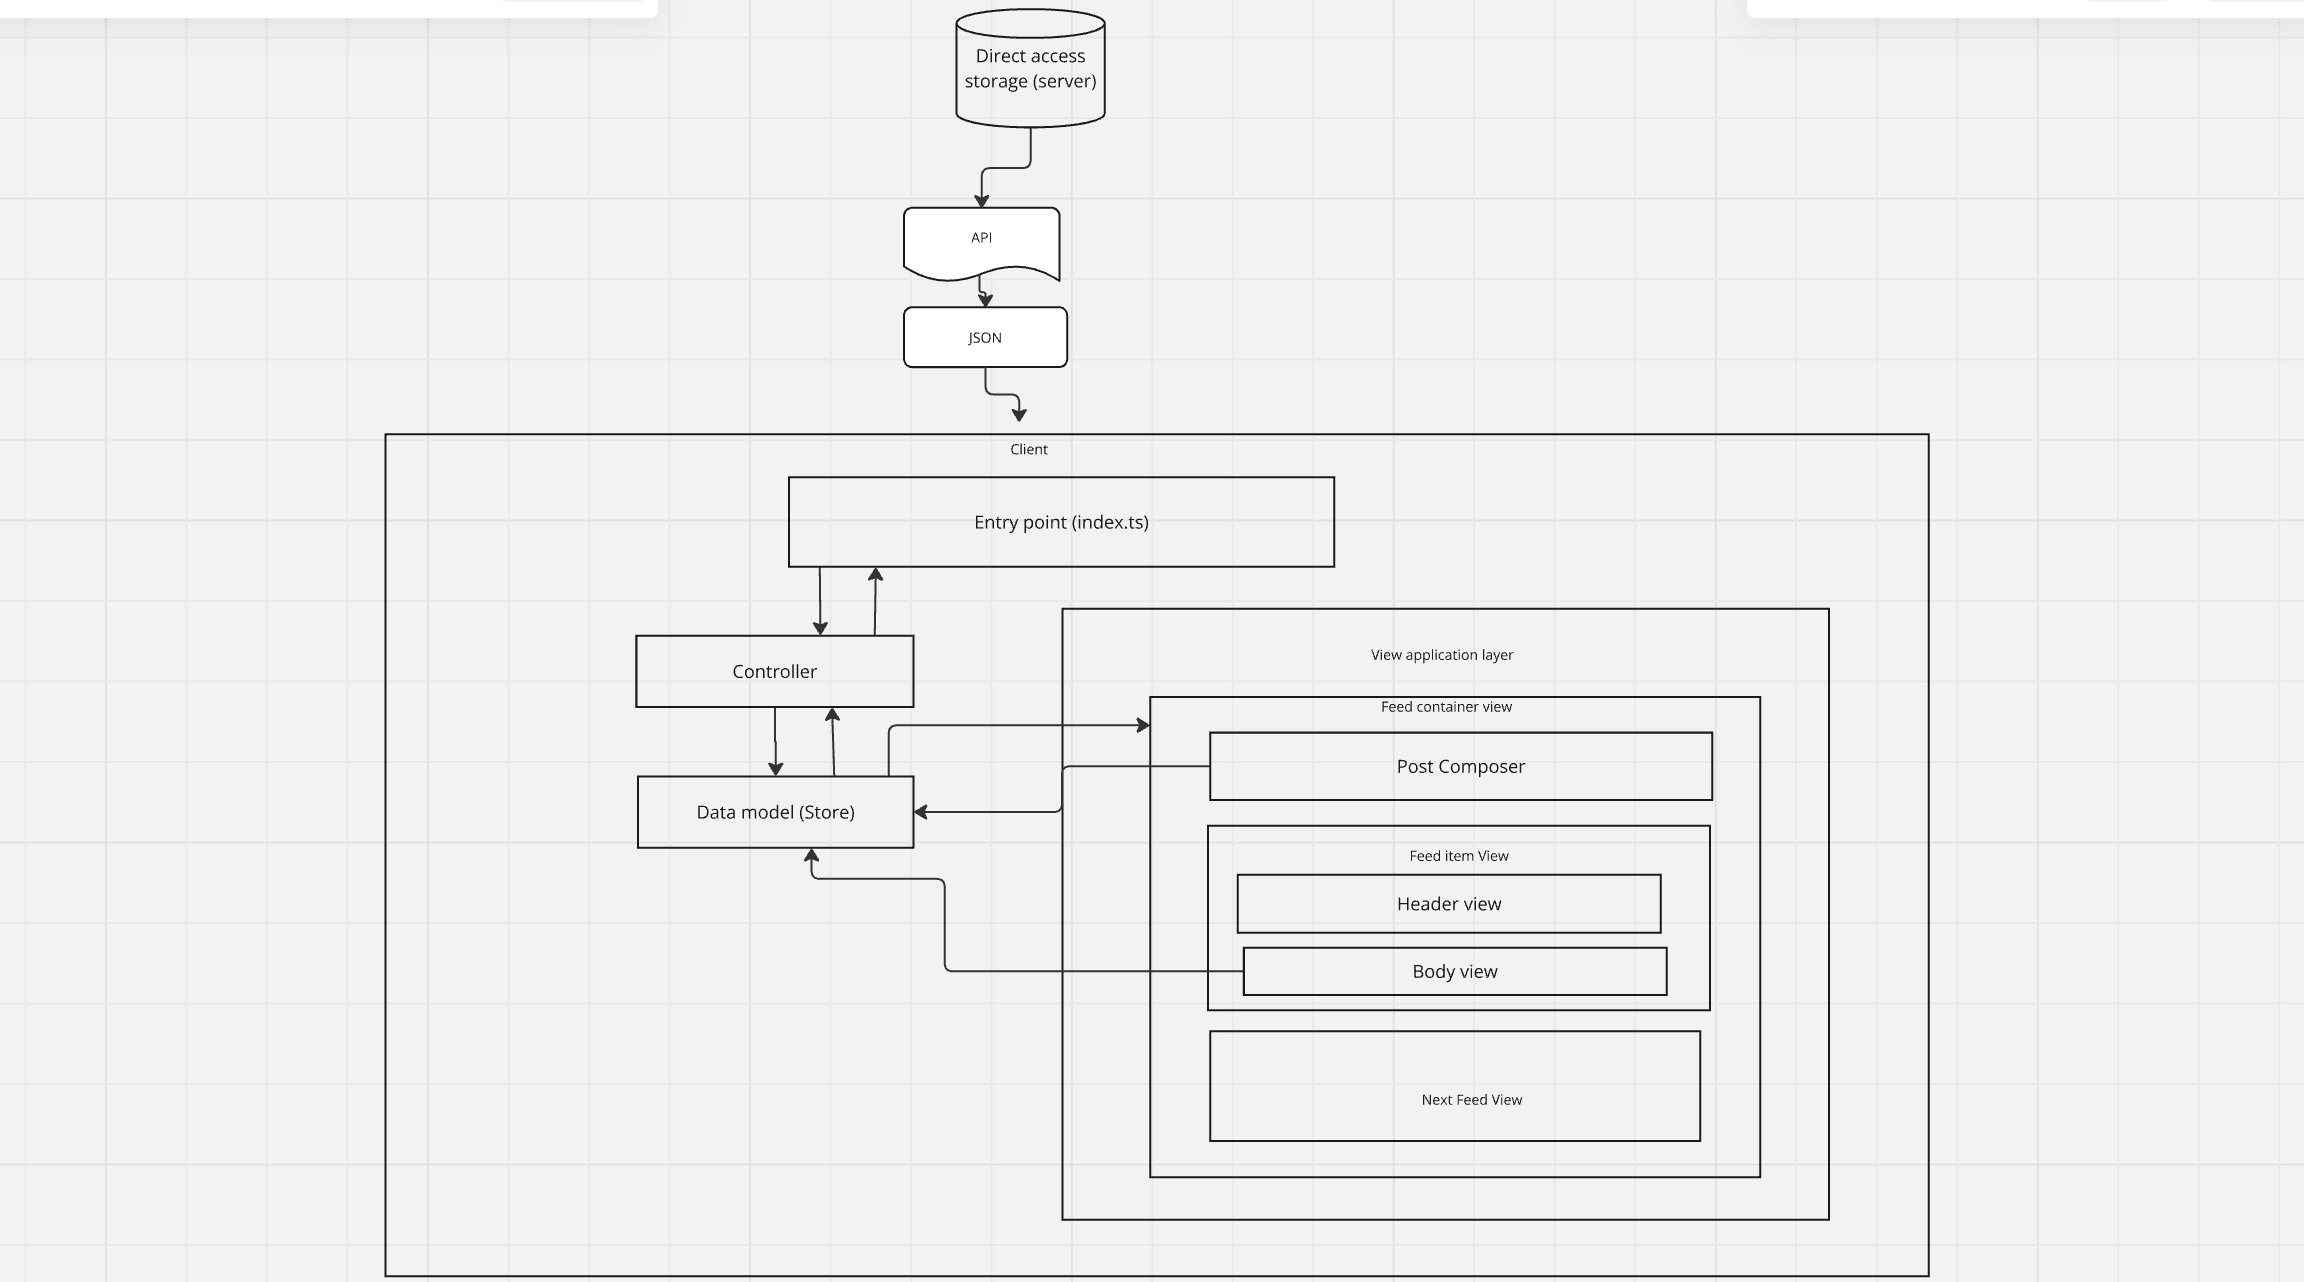 Direct access
storage (server)
API
JSON
Client
Entry point (index.ts)
Controller
View application layer
Feed container view
Post Composer
Data model (Store)
Feed item View
Header view
Body view
Next Feed View